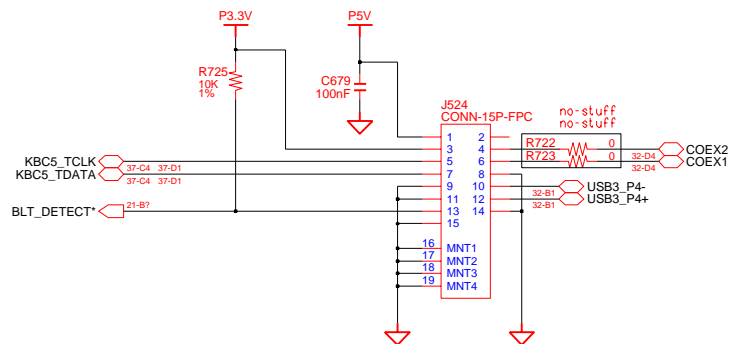 P3.3V
P5V
R725
10K
1%
C679
100nF
J524
CONN-15P-FPC
no-stuff
no-stuff
1
2
3
4
R722
0
COEX2
32-D4
KBC5_TCLK
37-C4 37-D1
5
6
R723
0
COEX1
32-D4
KBC5_TDATA
37-C4 37-D1
7
8
9
10
USB3_P4-
32-B1
11
12
USB3_P4+
32-B1
BLT_DETECT*
21-B?
13
14
15
16 MNT1
17 MNT2
18 MNT3
19 MNT4